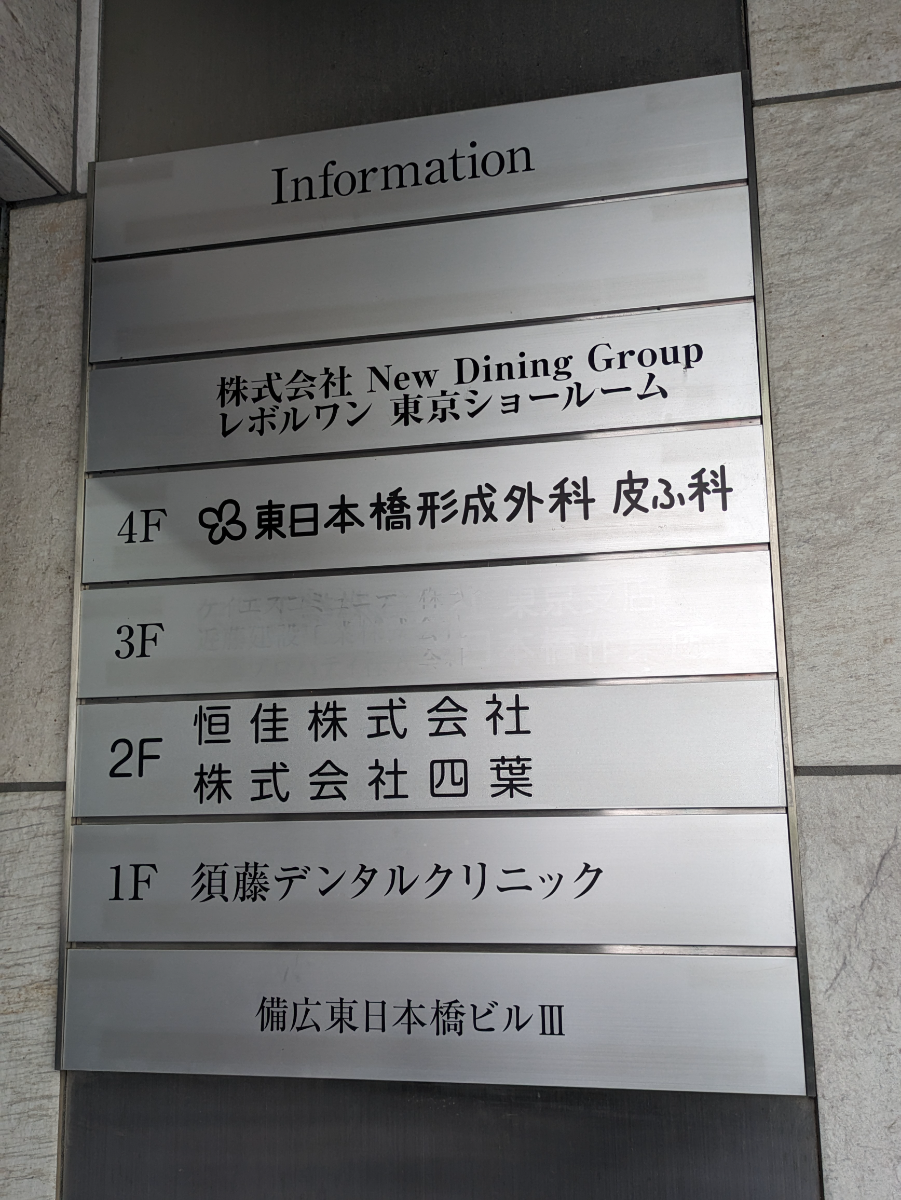 Information
株式会社 New Dining Group
レボルワン 東京ショールーム
4F 東日本橋形成外科 皮ふ科
3F
2F 恒佳株式会社
株式会社四葉
1F 須藤デンタルクリニック
備広東日本橋ビルⅢ